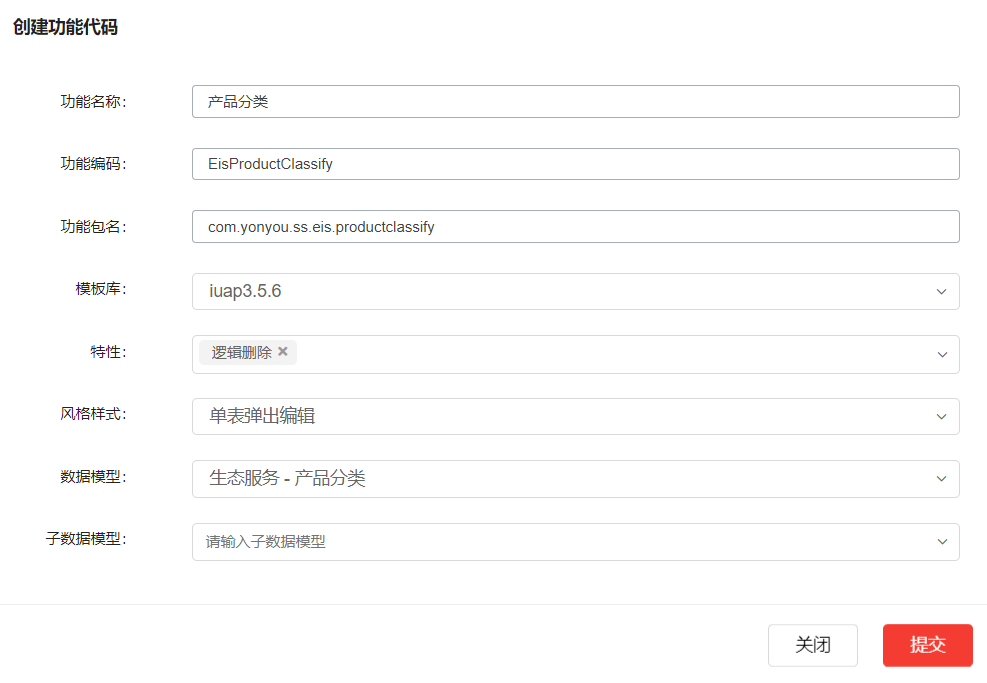 创建功能代码
功能名称: 产品分类
功能编码: EisProductClassify
功能包名: com.yonyou.ss.eis.productclassify
模板库: iuap3.5.6
特性: 逻辑删除 ×
风格样式: 单表弹出编辑
数据模型: 生态服务 - 产品分类
子数据模型: 请输入子数据模型
关闭 提交